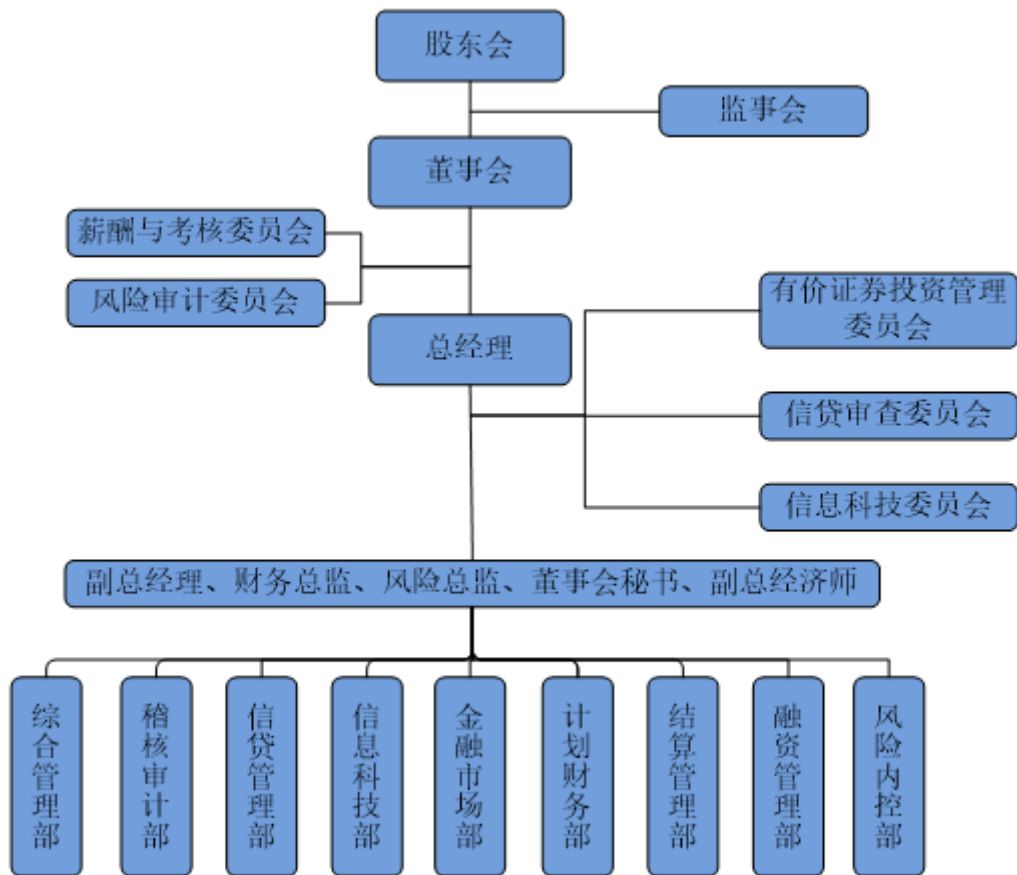 股东会
监事会
董事会
薪酬与考核委员会
风险审计委员会
总经理
有价证券投资管理
委员会
信贷审查委员会
信息科技委员会
副总经理、财务总监、风险总监、董事会秘书、副总经济师
综合管理部
稽核审计部
信贷管理部
信息科技部
金融市场部
计划财务部
结算管理部
融资管理部
风险内控部